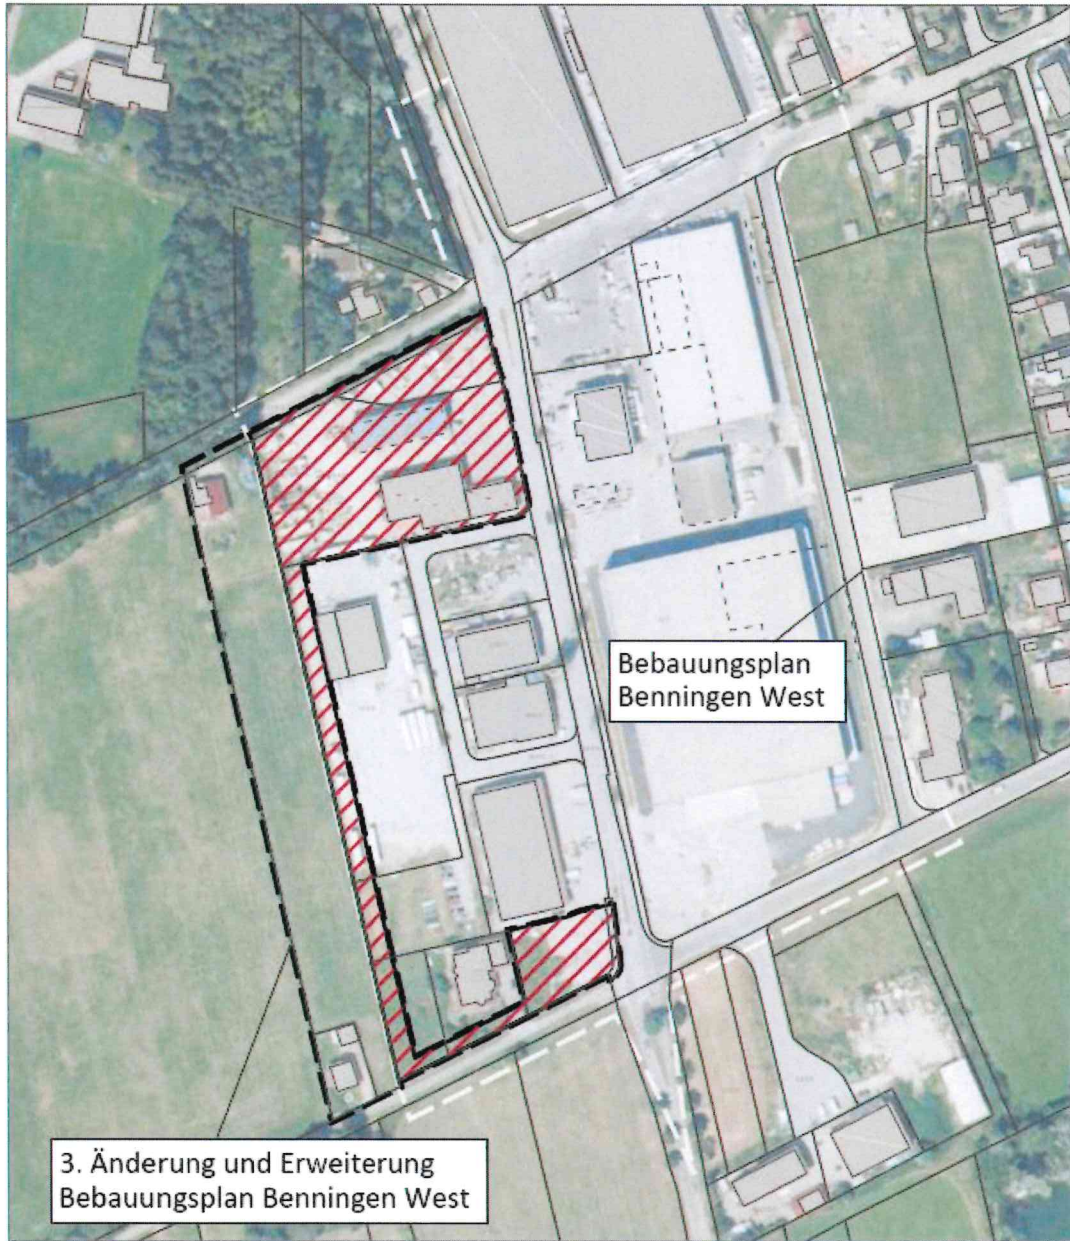 Bebauungsplan
Benningen West
3. Änderung und Erweiterung
Bebauungsplan Benningen West